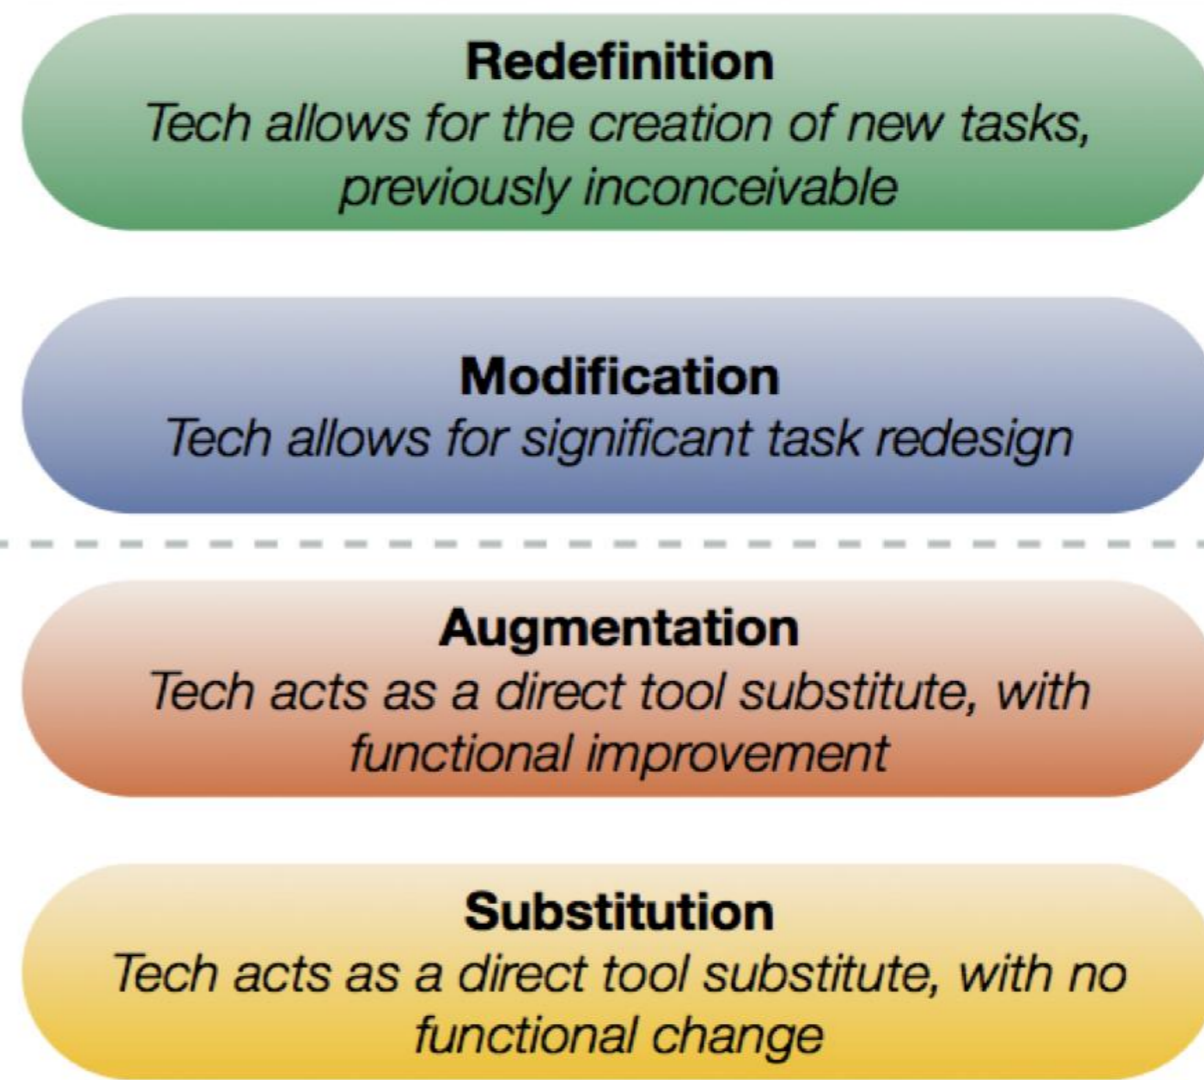 Redefinition
Tech allows for the creation of new tasks,
previously inconceivable
Modification
Tech allows for significant task redesign
Augmentation
Tech acts as a direct tool substitute, with
functional improvement
Substitution
Tech acts as a direct tool substitute, with no
functional change